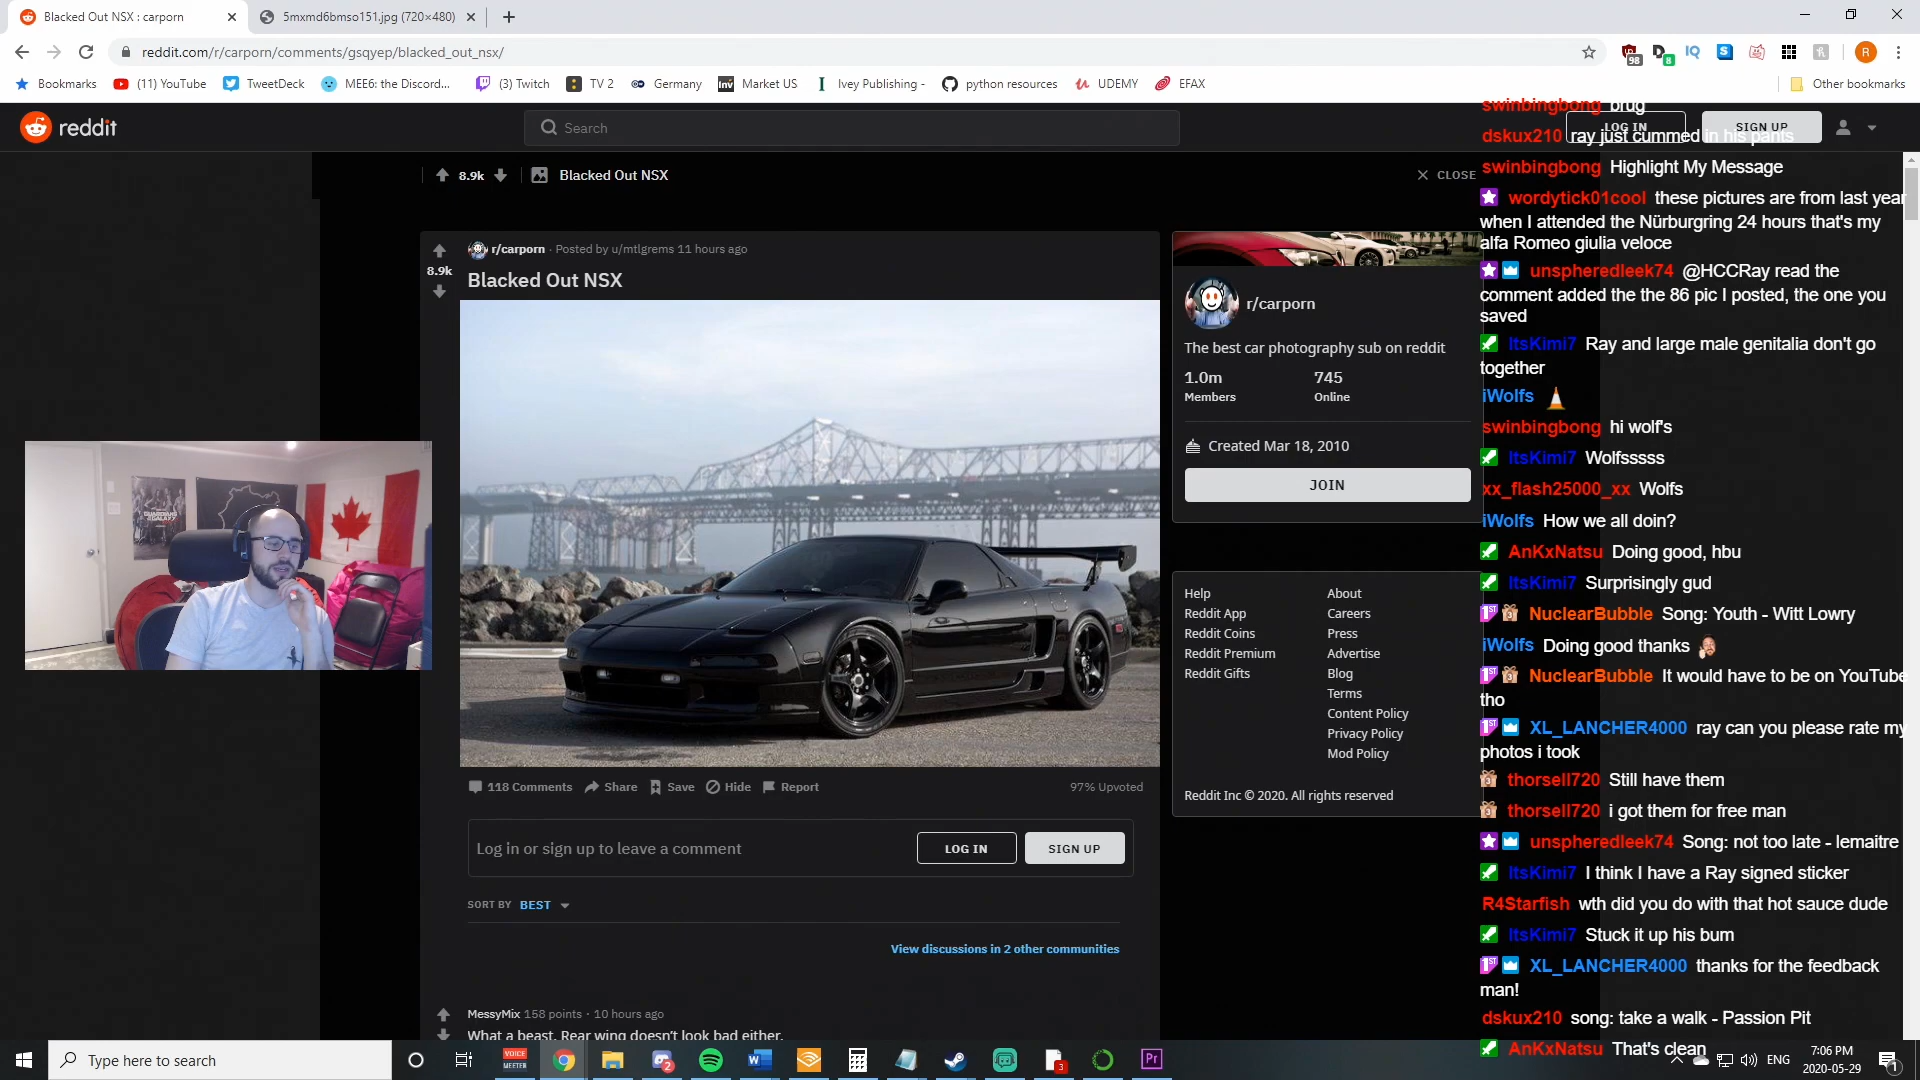 Blacked Out NSX : carporn
5mxmd6bmso151.jpg (720×480)
reddit.com/r/carporn/comments/gsqyep/blacked_out_nsx/
98
8
IQ
S
R
Bookmarks
(11) YouTube
TweetDeck
MEE6: the Discord...
(3) Twitch
TV 2
Germany
Inv Market US
Ivey Publishing -
python resources
UDEMY
EFAX
Other bookmarks
reddit
Search
LOG IN
SIGN UP
8.9k
Blacked Out NSX
CLOSE
r/carporn · Posted by u/mtlgrems 11 hours ago
8.9k
Blacked Out NSX
118 Comments
Share
Save
Hide
Report
97% Upvoted
Log in or sign up to leave a comment
LOG IN
SIGN UP
SORT BY BEST
View discussions in 2 other communities
MessyMix 158 points · 10 hours ago
What a beast. Rear wing doesn't look bad either.
r/carporn
The best car photography sub on reddit
1.0m
Members
745
Online
Created Mar 18, 2010
JOIN
Help
Reddit App
Reddit Coins
Reddit Premium
Reddit Gifts
About
Careers
Press
Advertise
Blog
Terms
Content Policy
Privacy Policy
Mod Policy
Reddit Inc © 2020. All rights reserved
GUARDIANS
GALAXY
swinbingbong brug
dskux210 ray just cummed in his pants
swinbingbong Highlight My Message
wordytick01cool these pictures are from last year
when I attended the Nürburgring 24 hours that's my
alfa Romeo giulia veloce
unspheredleek74 @HCCRay read the
comment added the the 86 pic I posted, the one you
saved
ItsKimi7 Ray and large male genitalia don't go
together
iWolfs
swinbingbong hi wolf's
ItsKimi7 Wolfsssss
xx_flash25000_xx Wolfs
iWolfs How we all doin?
AnKxNatsu Doing good, hbu
ItsKimi7 Surprisingly gud
NuclearBubble Song: Youth - Witt Lowry
iWolfs Doing good thanks
NuclearBubble It would have to be on YouTube
tho
XL_LANCHER4000 ray can you please rate my
photos i took
thorsell720 Still have them
thorsell720 i got them for free man
unspheredleek74 Song: not too late - lemaitre
ItsKimi7 I think I have a Ray signed sticker
R4Starfish wth did you do with that hot sauce dude
ItsKimi7 Stuck it up his bum
XL_LANCHER4000 thanks for the feedback
man!
dskux210 song: take a walk - Passion Pit
AnKxNatsu That's clean
Type here to search
VOICE
MEETER
2
W
3
Pr
ENG
7:06 PM
2020-05-29
1